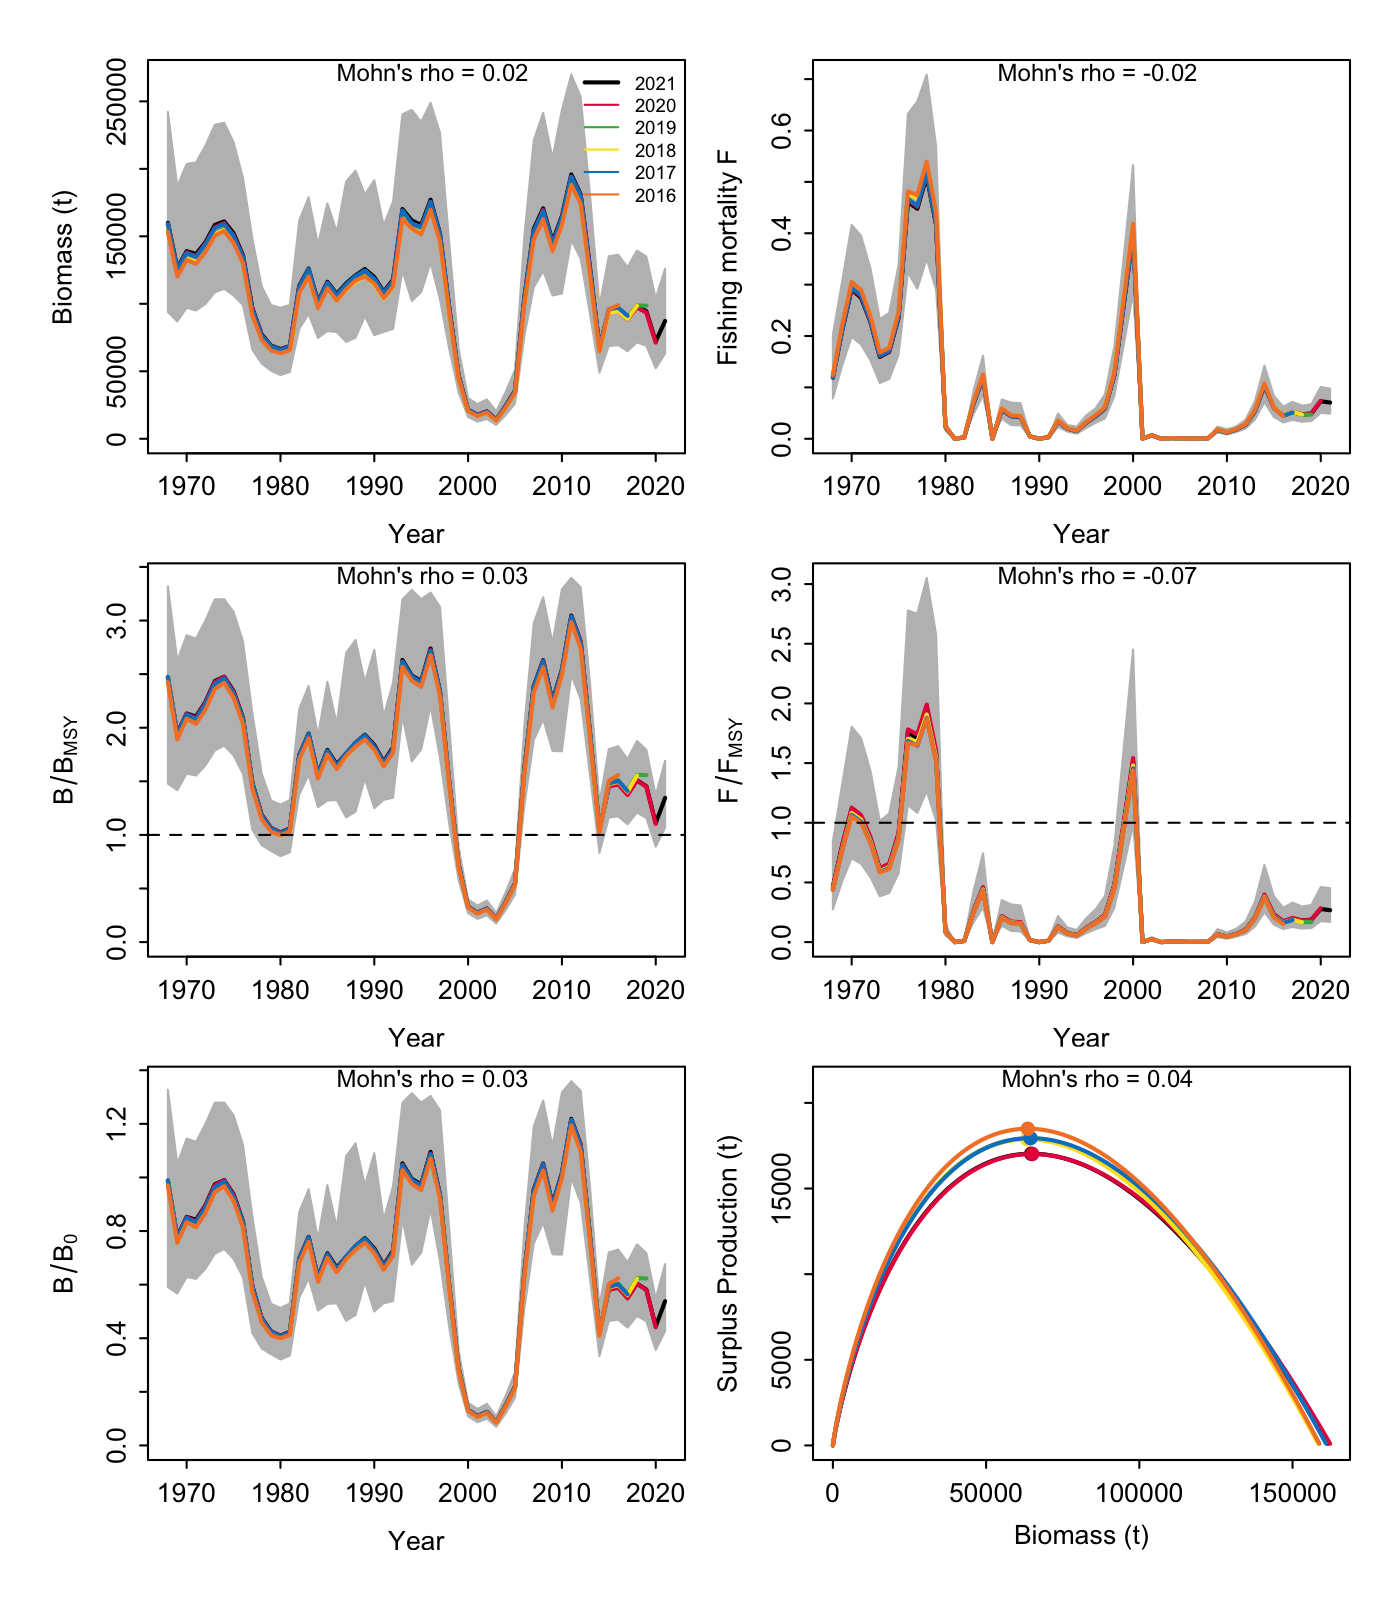 Mohn's rho = 0.02
2021
2020
2019
2018
2017
2016
Biomass (t)
0
50000
150000
250000
1970 1980 1990 2000 2010 2020
Year
Mohn's rho = -0.02
Fishing mortality F
0.0
0.2
0.4
0.6
1970 1980 1990 2000 2010 2020
Year
Mohn's rho = 0.03
B/BMSY
0.0
1.0
2.0
3.0
1970 1980 1990 2000 2010 2020
Year
Mohn's rho = -0.07
F/FMSY
0.0
0.5
1.0
1.5
2.0
2.5
3.0
1970 1980 1990 2000 2010 2020
Year
Mohn's rho = 0.03
B/B0
0.0
0.4
0.8
1.2
1970 1980 1990 2000 2010 2020
Year
Mohn's rho = 0.04
Surplus Production (t)
0
5000
15000
0 50000 100000 150000
Biomass (t)